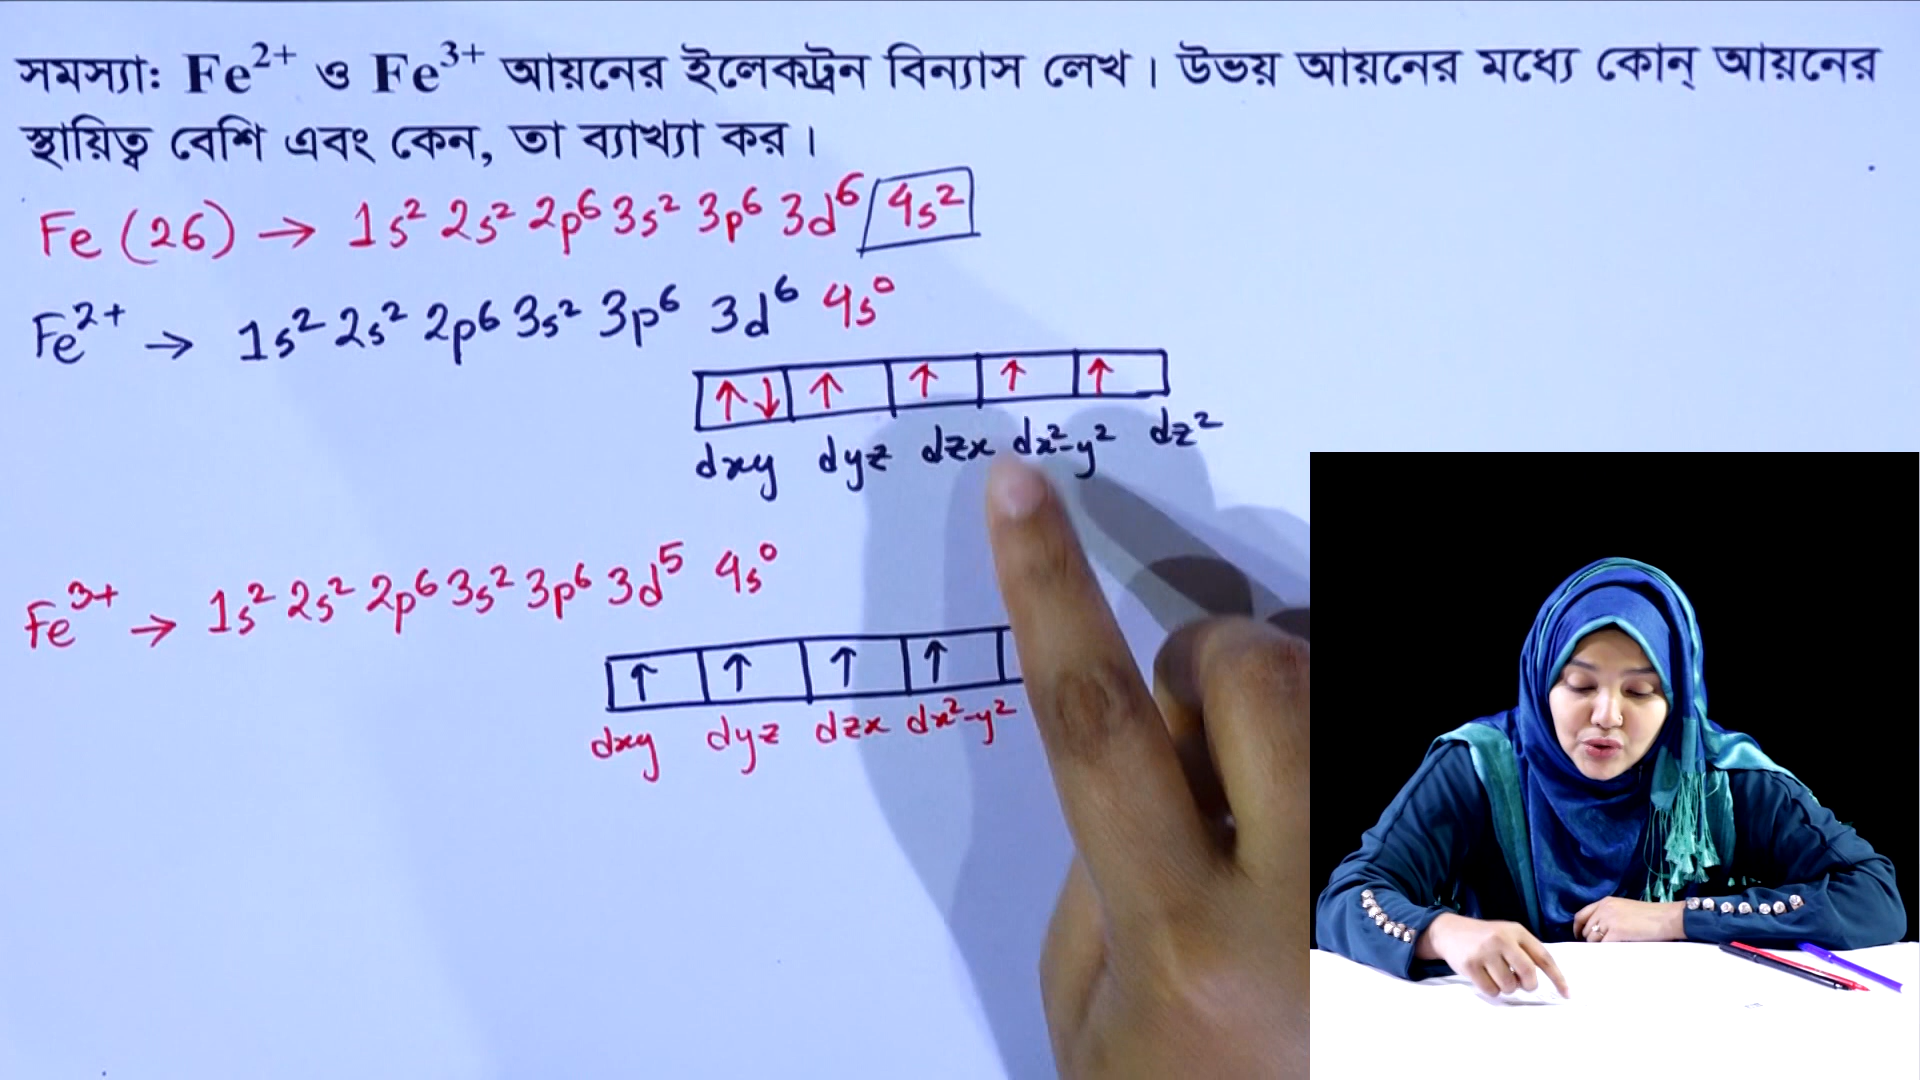 সমস্যাঃ Fe²⁺ ও Fe³⁺ আয়নের ইলেকট্রন বিন্যাস লেখ। উভয় আয়নের মধ্যে কোন্ আয়নের
স্থায়িত্ব বেশি এবং কেন, তা ব্যাখ্যা কর।
Fe (26) → 1s² 2s² 2p⁶ 3s² 3p⁶ 3d⁶ 4s²
Fe²⁺ → 1s² 2s² 2p⁶ 3s² 3p⁶ 3d⁶ 4s⁰
↑↓ ↑ ↑ ↑ ↑
dxy dyz dzx dx²-y² dz²
Fe³⁺ → 1s² 2s² 2p⁶ 3s² 3p⁶ 3d⁵ 4s⁰
↑ ↑ ↑ ↑
dxy dyz dzx dx²-y²